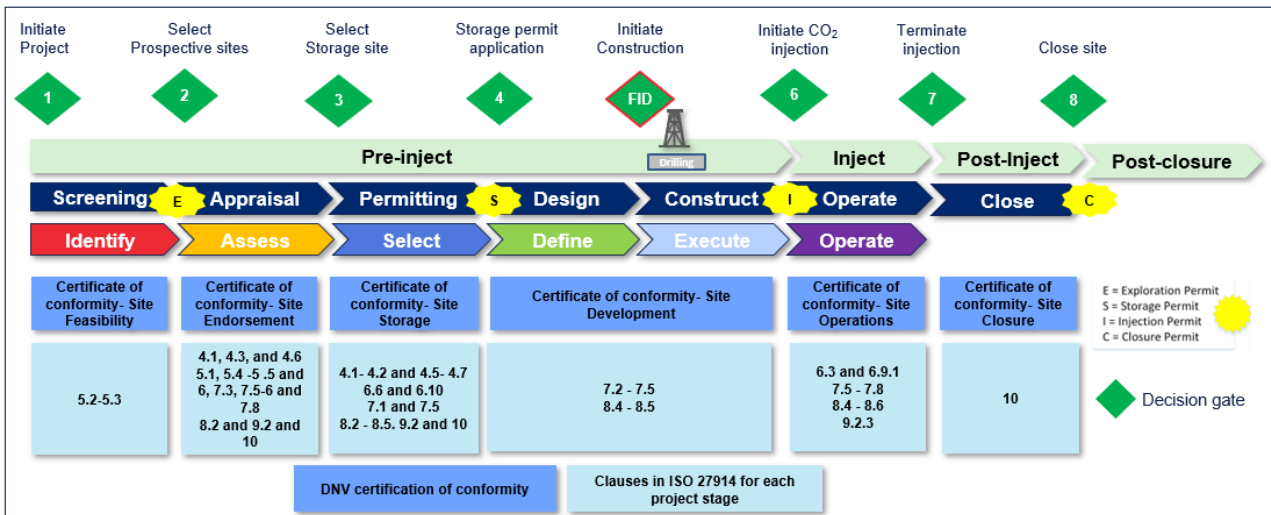 Initiate
Project
Select
Prospective sites
Select
Storage site
Storage permit
application
Initiate
Construction
Initiate CO₂
injection
Terminate
injection
Close site
1
2
3
4
FID
6
7
8
Pre-inject
Drilling
Inject
Post-Inject
Post-closure
Screening
E
Appraisal
Permitting
S
Design
Construct
I
Operate
Close
C
Identify
Assess
Select
Define
Execute
Operate
Certificate of
conformity- Site
Feasibility
Certificate of
conformity- Site
Endorsement
Certificate of
conformity- Site
Storage
Certificate of conformity- Site
Development
Certificate of
conformity- Site
Operations
Certificate of
conformity- Site
Closure
E = Exploration Permit
S = Storage Permit
I = Injection Permit
C = Closure Permit
5.2-5.3
4.1, 4.3, and 4.6
5.1, 5.4 -5 .5 and
6, 7.3, 7.5-6 and
7.8
8.2 and 9.2 and
10
4.1- 4.2 and 4.5- 4.7
6.6 and 6.10
7.1 and 7.5
8.2 - 8.5. 9.2 and 10
7.2 - 7.5
8.4 - 8.5
6.3 and 6.9.1
7.5 - 7.8
8.4 - 8.6
9.2.3
10
Decision gate
DNV certification of conformity
Clauses in ISO 27914 for each
project stage